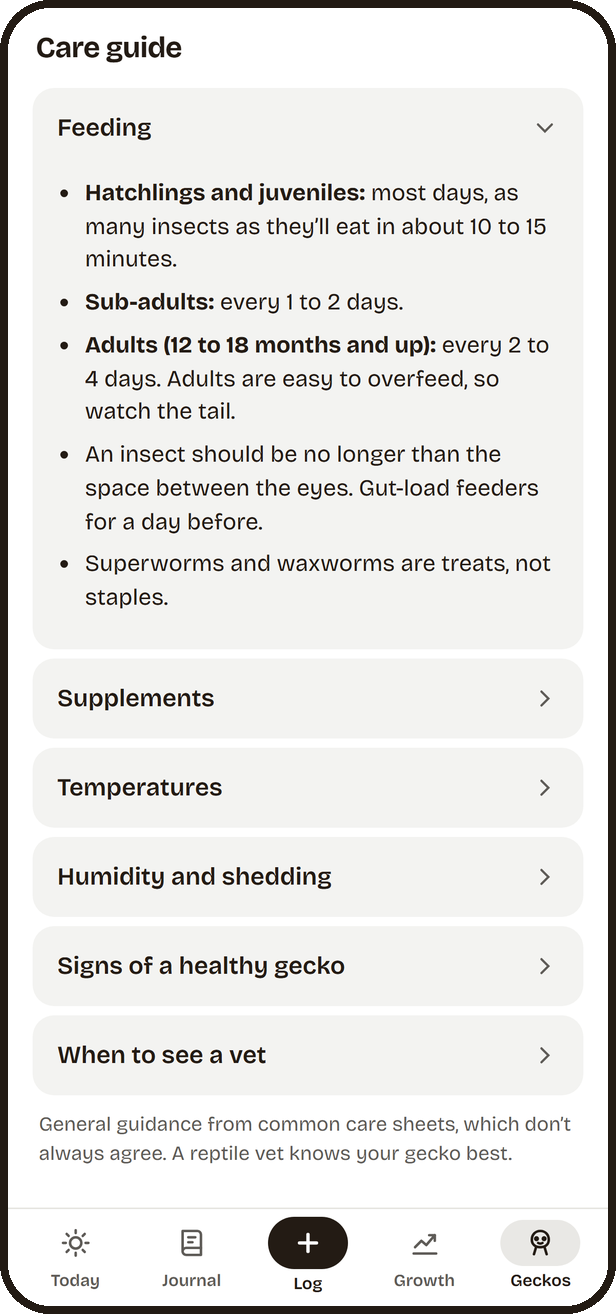 Care guide
Feeding
• Hatchlings and juveniles: most days, as
many insects as they’ll eat in about 10 to 15
minutes.
• Sub-adults: every 1 to 2 days.
• Adults (12 to 18 months and up): every 2 to
4 days. Adults are easy to overfeed, so
watch the tail.
• An insect should be no longer than the
space between the eyes. Gut-load feeders
for a day before.
• Superworms and waxworms are treats, not
staples.
Supplements
Temperatures
Humidity and shedding
Signs of a healthy gecko
When to see a vet
General guidance from common care sheets, which don’t
always agree. A reptile vet knows your gecko best.
Today
Journal
Log
Growth
Geckos